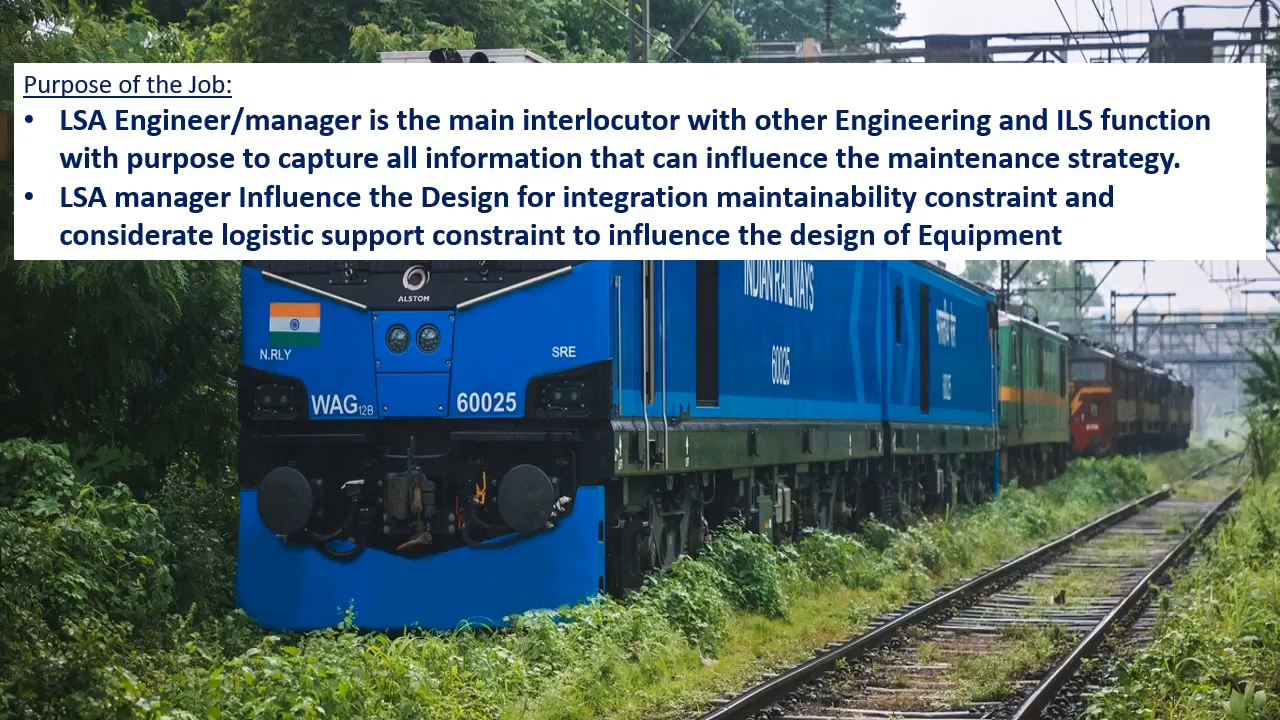 Purpose of the Job:
• LSA Engineer/manager is the main interlocutor with other Engineering and ILS function
with purpose to capture all information that can influence the maintenance strategy.
• LSA manager Influence the Design for integration maintainability constraint and
considerate logistic support constraint to influence the design of Equipment
ALSTOM
N.RLY
SRE
WAG12B
60025
INDIAN RAILWAYS
60025